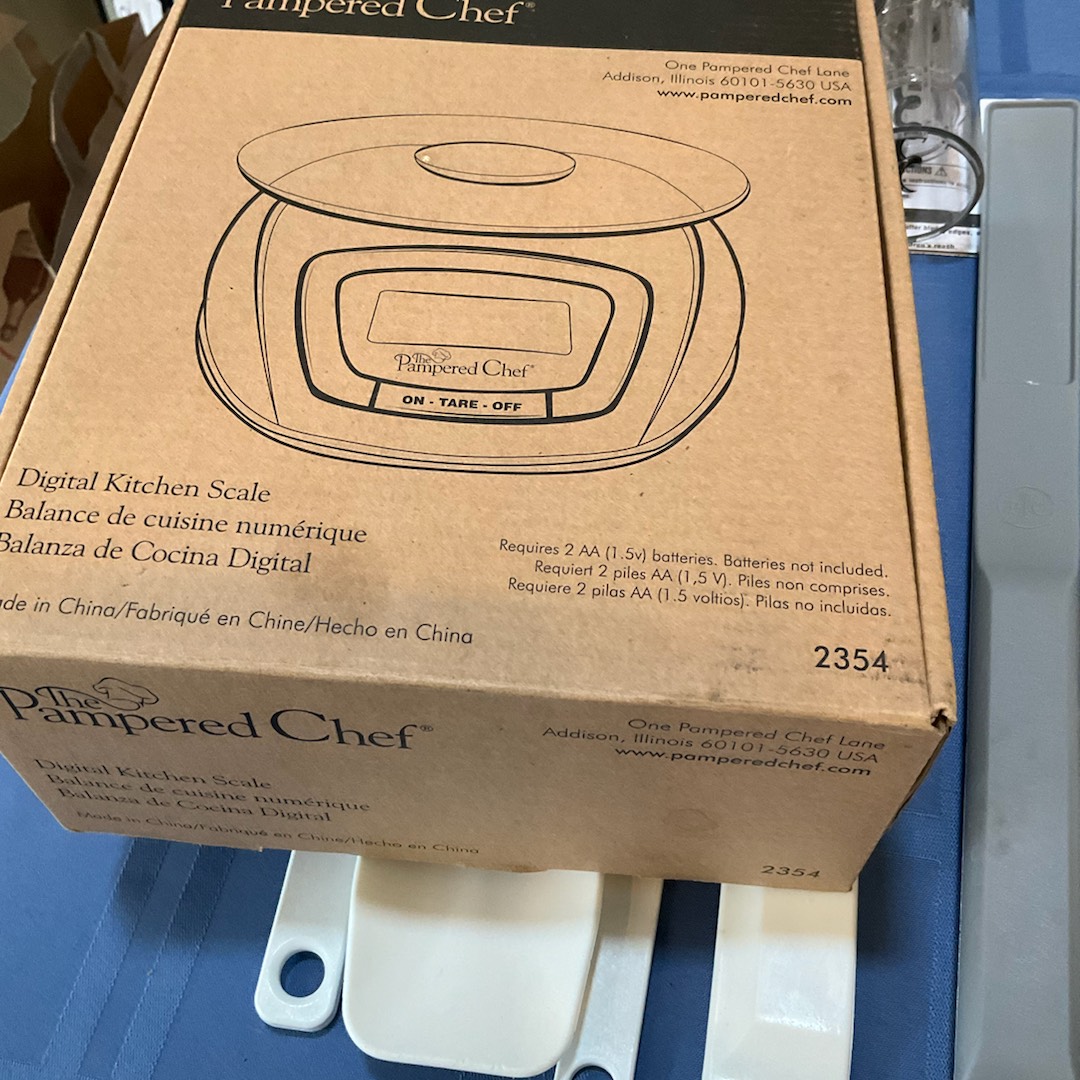 Pampered Chef®
One Pampered Chef Lane
Addison, Illinois 60101-5630 USA
www.pamperedchef.com
The
Pampered Chef
ON - TARE - OFF
Digital Kitchen Scale
Balance de cuisine numérique
Balanza de Cocina Digital
Requires 2 AA (1.5v) batteries. Batteries not included.
Requiert 2 piles AA (1,5 V). Piles non comprises.
Requiere 2 pilas AA (1.5 voltios). Pilas no incluidas.
de in China/Fabriqué en Chine/Hecho en China
2354
The
Pampered Chef®
One Pampered Chef Lane
Addison, Illinois 60101-5630 USA
www.pamperedchef.com
Digital Kitchen Scale
Balance de cuisine numérique
Balanza de Cocina Digital
Made in China/Fabriqué en Chine/Hecho en China
2354